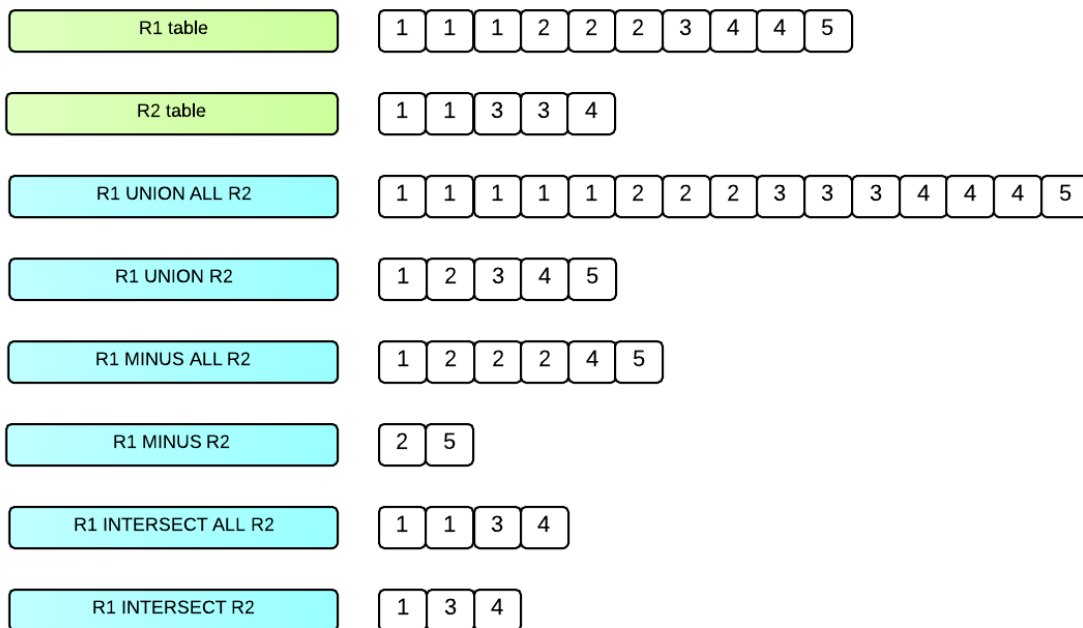 R1 table 1 1 1 2 2 2 3 4 4 5
R2 table 1 1 3 3 4
R1 UNION ALL R2 1 1 1 1 1 2 2 2 3 3 3 4 4 4 5
R1 UNION R2 1 2 3 4 5
R1 MINUS ALL R2 1 2 2 2 4 5
R1 MINUS R2 2 5
R1 INTERSECT ALL R2 1 1 3 4
R1 INTERSECT R2 1 3 4